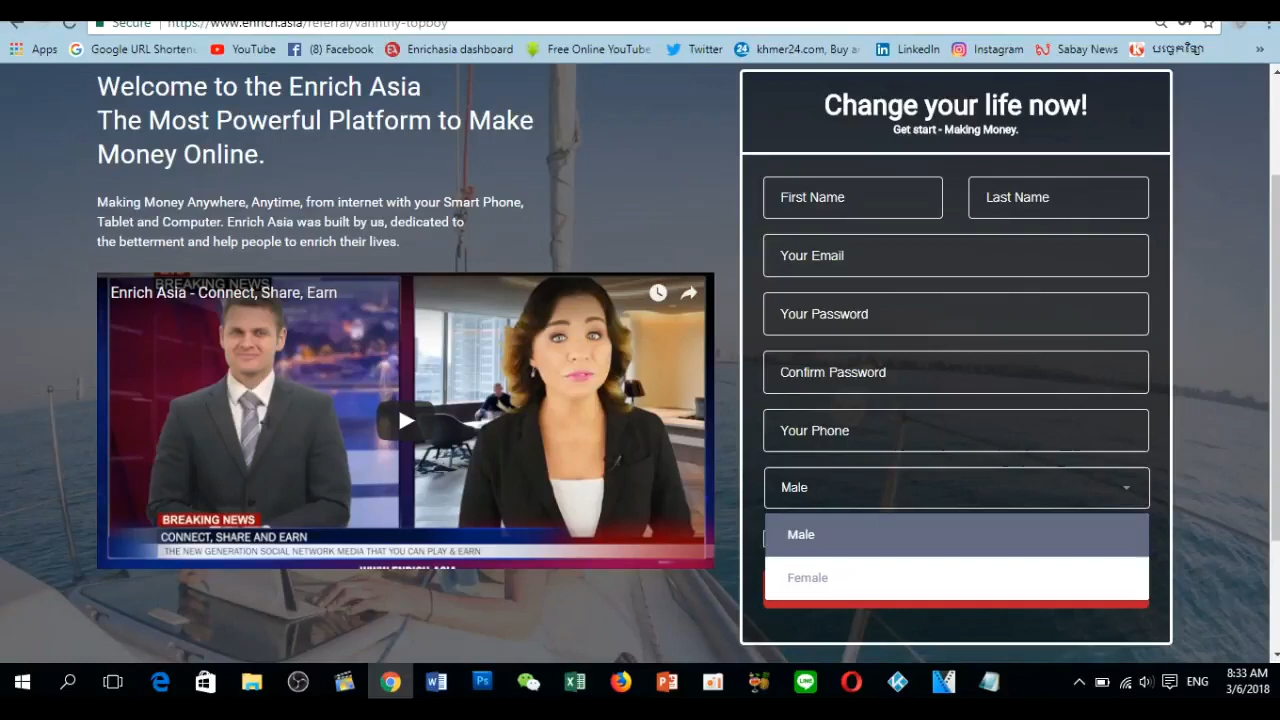 Secure https://www.enrich.asia/referral/vannthy-topboy
Apps Google URL Shorten YouTube (8) Facebook Enrichasia dashboard Free Online YouTube Twitter khmer24.com, Buy a LinkedIn Instagram Sabay News បច្ចេកវិទ្យា »
Welcome to the Enrich Asia
The Most Powerful Platform to Make
Money Online.
Making Money Anywhere, Anytime, from internet with your Smart Phone,
Tablet and Computer. Enrich Asia was built by us, dedicated to
the betterment and help people to enrich their lives.
BREAKING NEWS
Enrich Asia - Connect, Share, Earn
BREAKING NEWS
CONNECT, SHARE AND EARN
THE NEW GENERATION SOCIAL NETWORK MEDIA THAT YOU CAN PLAY & EARN
WWW.ENRICH.ASIA
Change your life now!
Get start - Making Money.
First Name Last Name
Your Email
Your Password
Confirm Password
Your Phone
Male
Male
Female
ENG
8:33 AM
3/6/2018